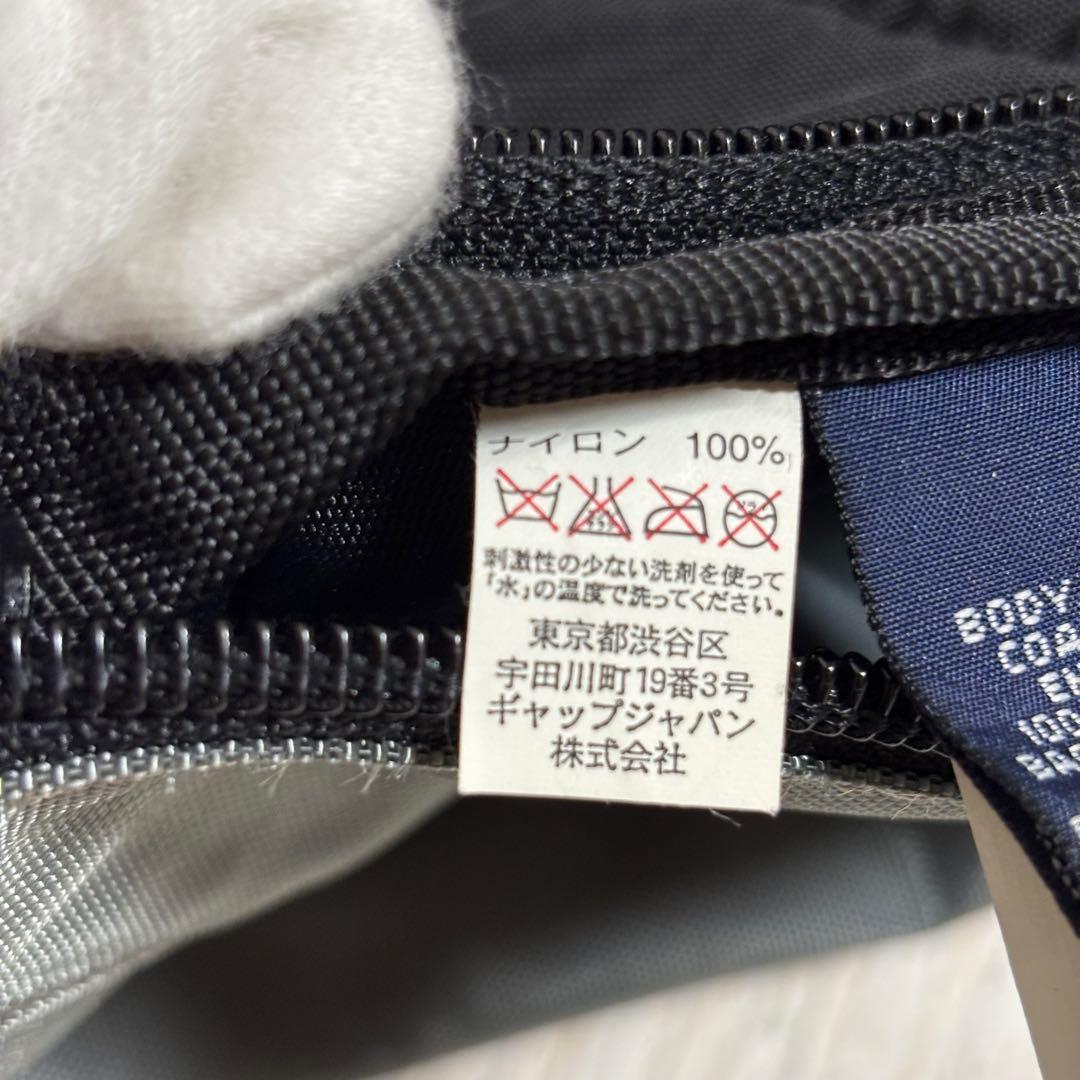 ナイロン 100%
刺激性の少ない洗剤を使って
「水」の温度で洗ってください。
東京都渋谷区
宇田川町19番3号
ギャップジャパン
株式会社
BODY